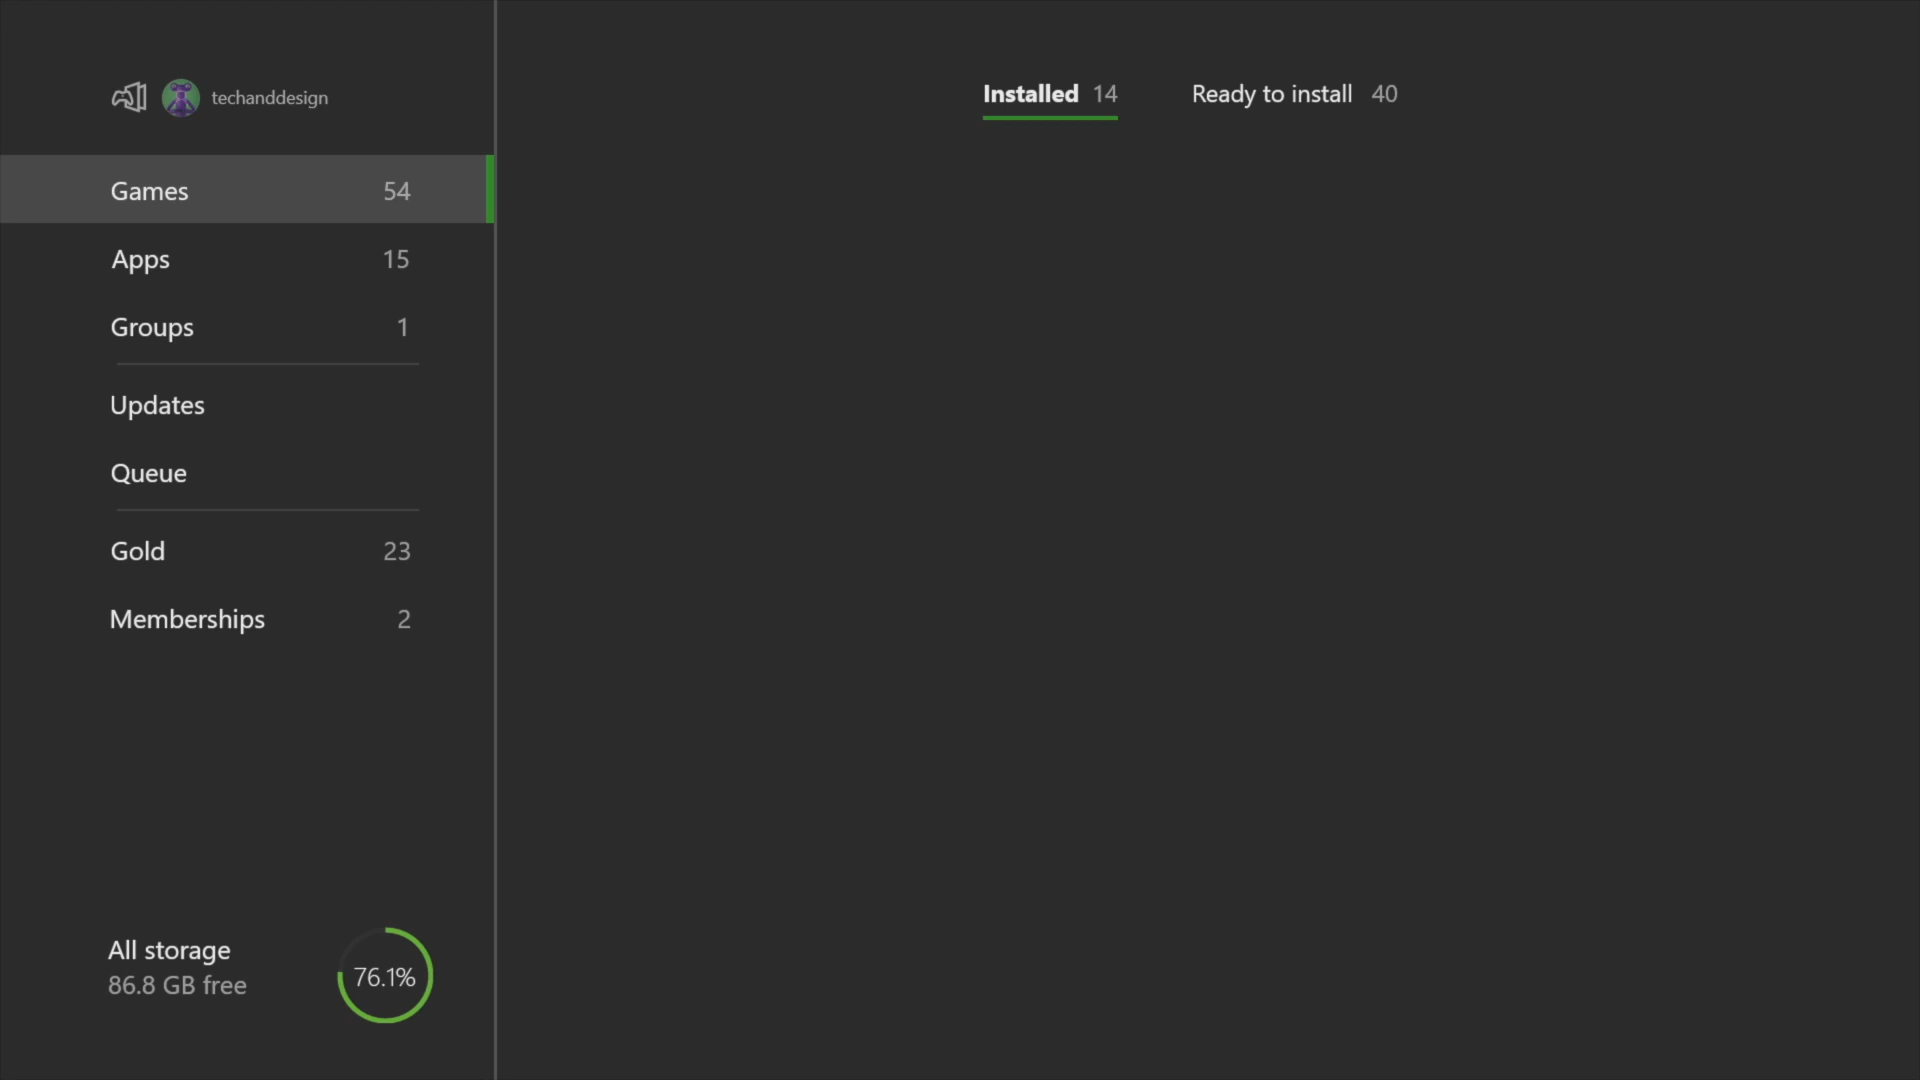 techanddesign
Games 54
Apps 15
Groups 1
Updates
Queue
Gold 23
Memberships 2
All storage
86.8 GB free
76.1%
Installed 14 Ready to install 40